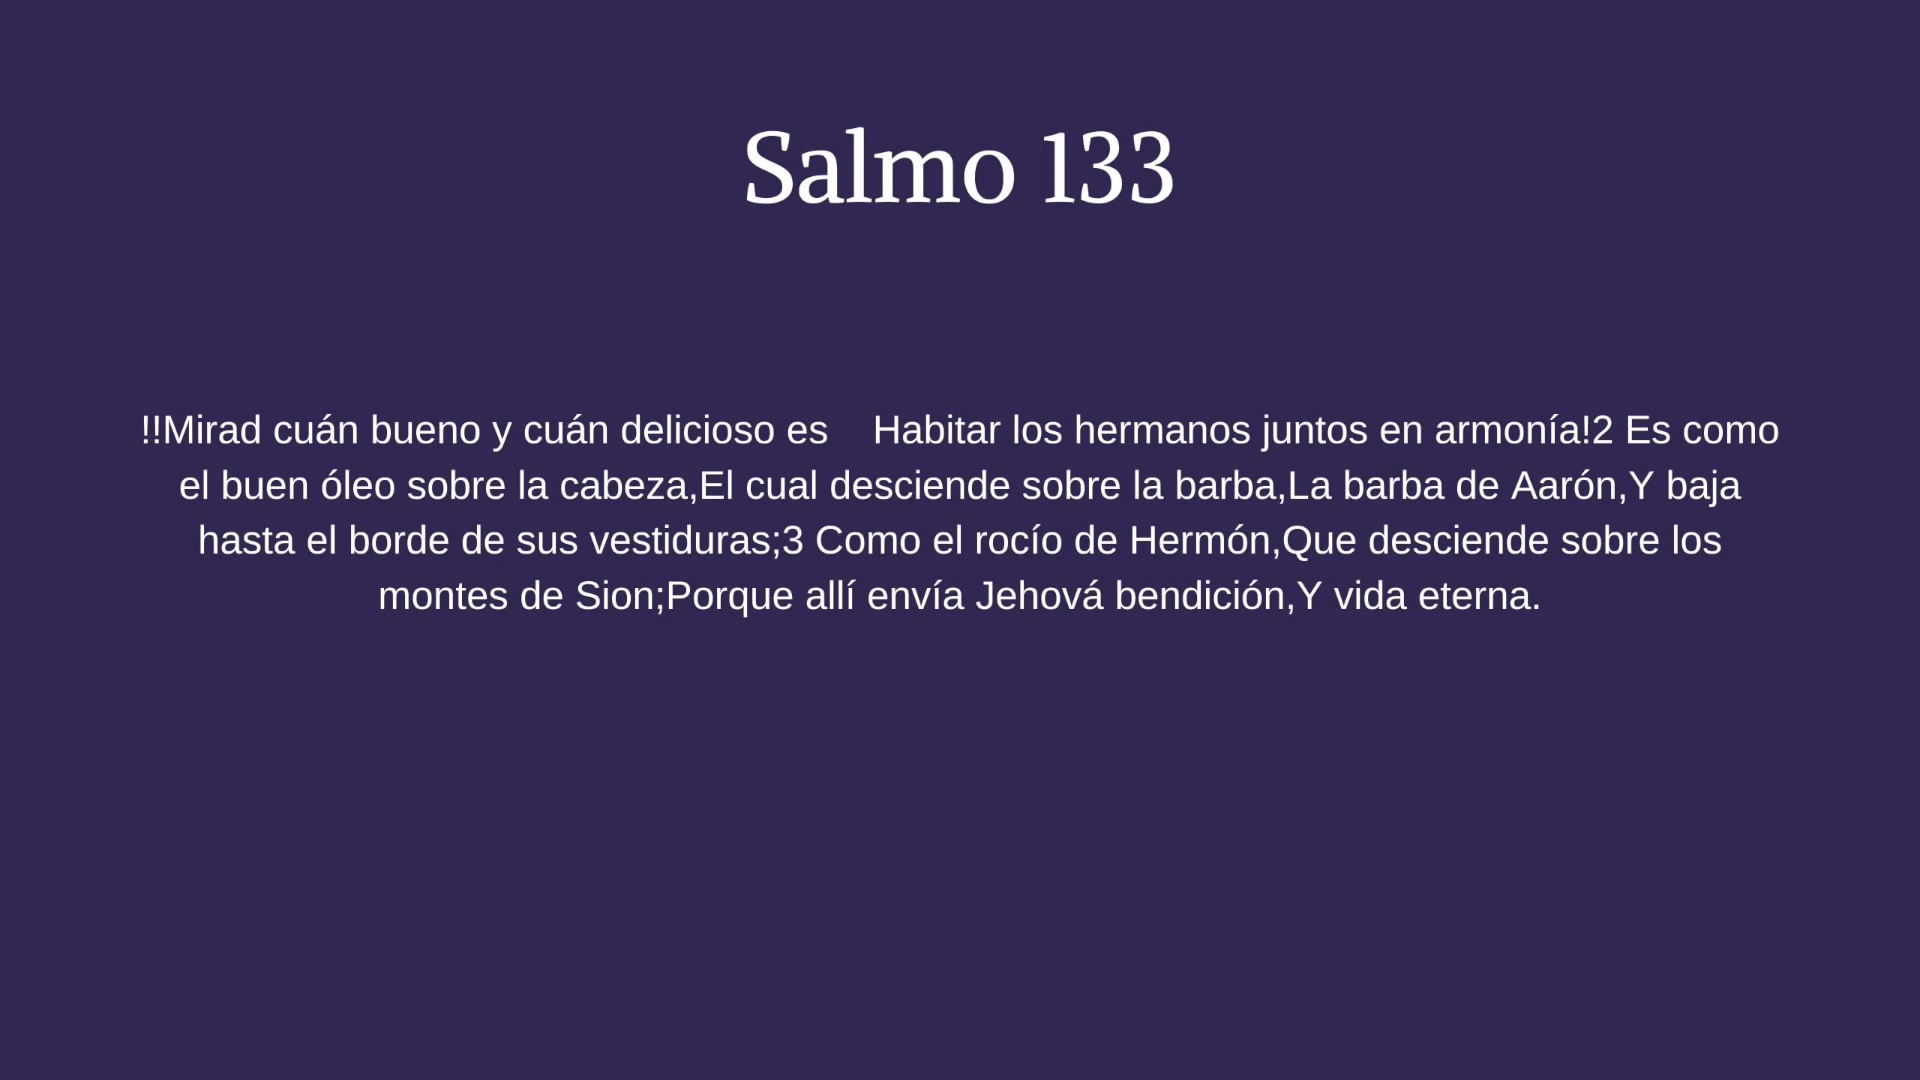 Salmo 133
!!Mirad cuán bueno y cuán delicioso es    Habitar los hermanos juntos en armonía!2 Es como
el buen óleo sobre la cabeza,El cual desciende sobre la barba,La barba de Aarón,Y baja
hasta el borde de sus vestiduras;3 Como el rocío de Hermón,Que desciende sobre los
montes de Sion;Porque allí envía Jehová bendición,Y vida eterna.